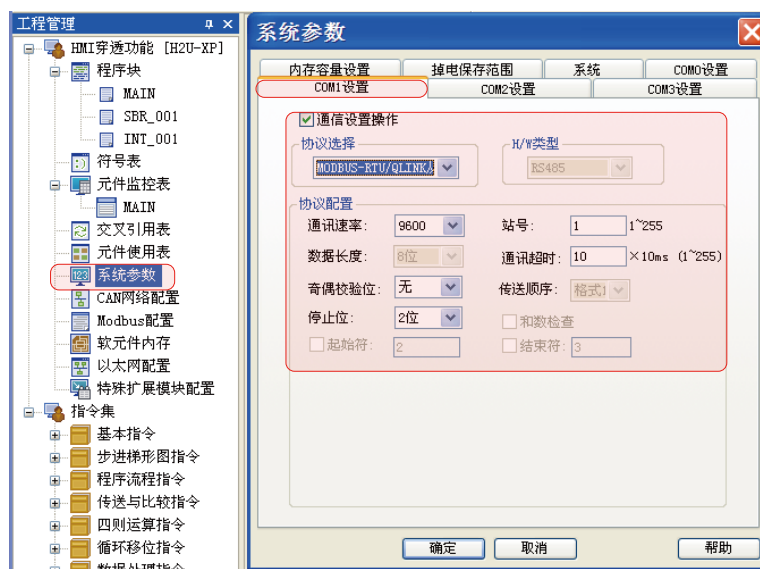 工程管理
HMI穿透功能 [H2U-XP]
程序块
MAIN
SBR_001
INT_001
符号表
元件监控表
MAIN
交叉引用表
元件使用表
系统参数
CAN网络配置
Modbus配置
软元件内存
以太网配置
特殊扩展模块配置
指令集
基本指令
步进梯形图指令
程序流程指令
传送与比较指令
四则运算指令
循环移位指令
数据处理指令
系统参数
内存容量设置 掉电保存范围 系统 COM0设置
COM1设置 COM2设置 COM3设置
通信设置操作
协议选择 H/W类型
MODBUS-RTU/QLINK RS485
协议配置
通讯速率: 9600 站号: 1 1~255
数据长度: 8位 通讯超时: 10 ×10ms (1~255)
奇偶校验位: 无 传送顺序: 格式1
停止位: 2位 和数检查
起始符: 2 结束符: 3
确定 取消 帮助